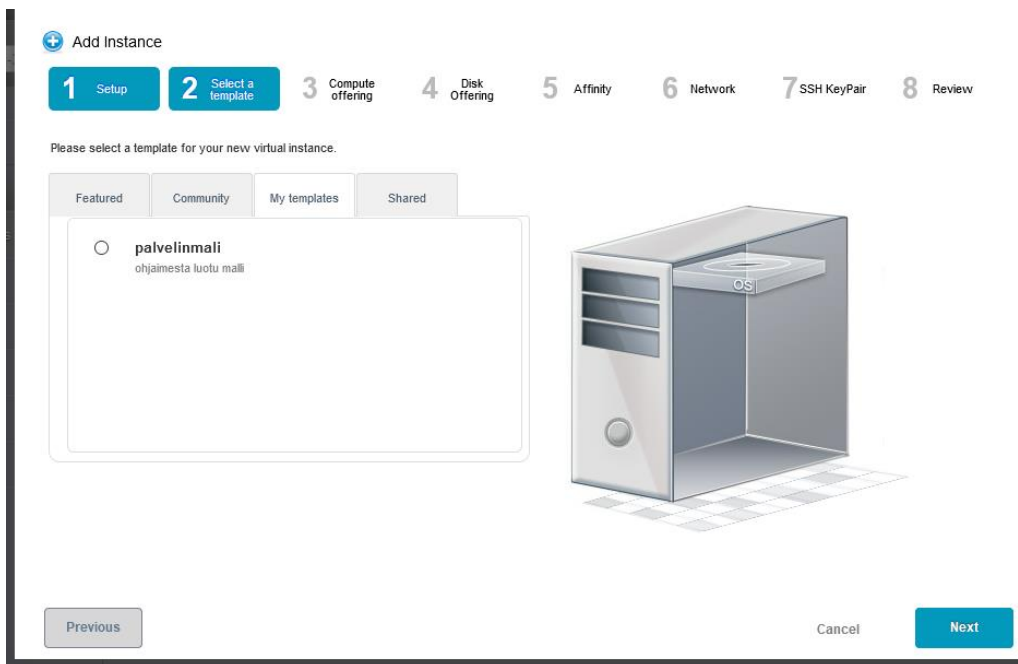 Add Instance
1 Setup
2 Select a template
3 Compute offering
4 Disk Offering
5 Affinity
6 Network
7 SSH KeyPair
8 Review
Please select a template for your new virtual instance.
Featured
Community
My templates
Shared
palvelinmali
ohjaimesta luotu malli
OS
Previous
Cancel
Next